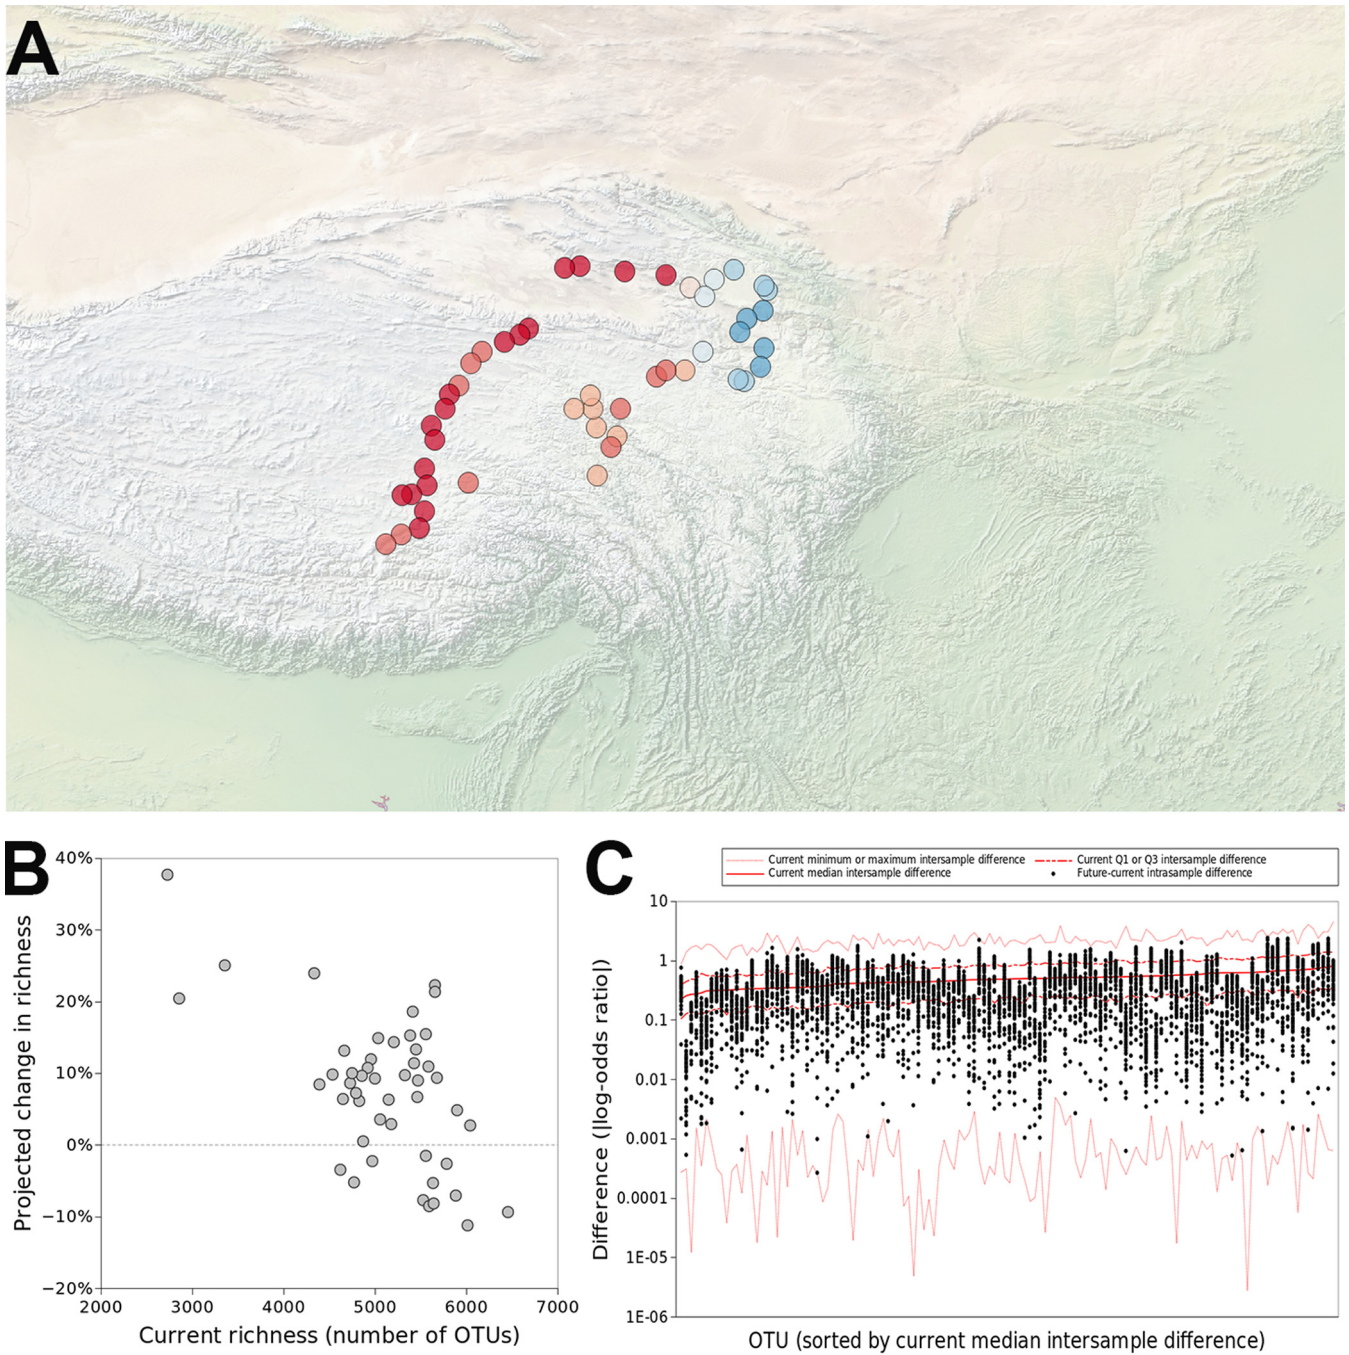 A
B
40%
30%
20%
10%
0%
−10%
−20%
2000 3000 4000 5000 6000 7000
Projected change in richness
Current richness (number of OTUs)
C
Current minimum or maximum intersample difference
Current Q1 or Q3 intersample difference
Current median intersample difference
Future-current intrasample difference
10
1
0.1
0.01
0.001
0.0001
1E-05
1E-06
Difference (|log-odds ratio|)
OTU (sorted by current median intersample difference)